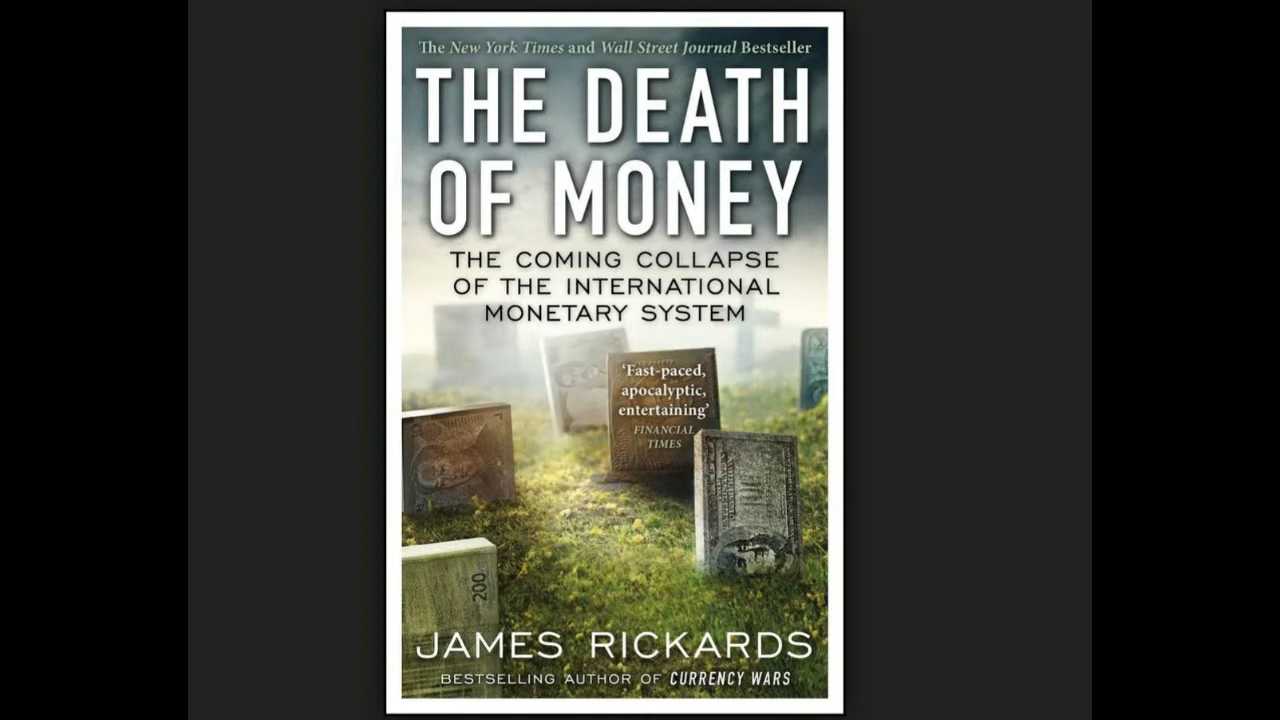 The New York Times and Wall Street Journal Bestseller
THE DEATH
OF MONEY
THE COMING COLLAPSE
OF THE INTERNATIONAL
MONETARY SYSTEM
‘Fast-paced,
apocalyptic,
entertaining’
FINANCIAL
TIMES
200
JAMES RICKARDS
BESTSELLING AUTHOR OF CURRENCY WARS